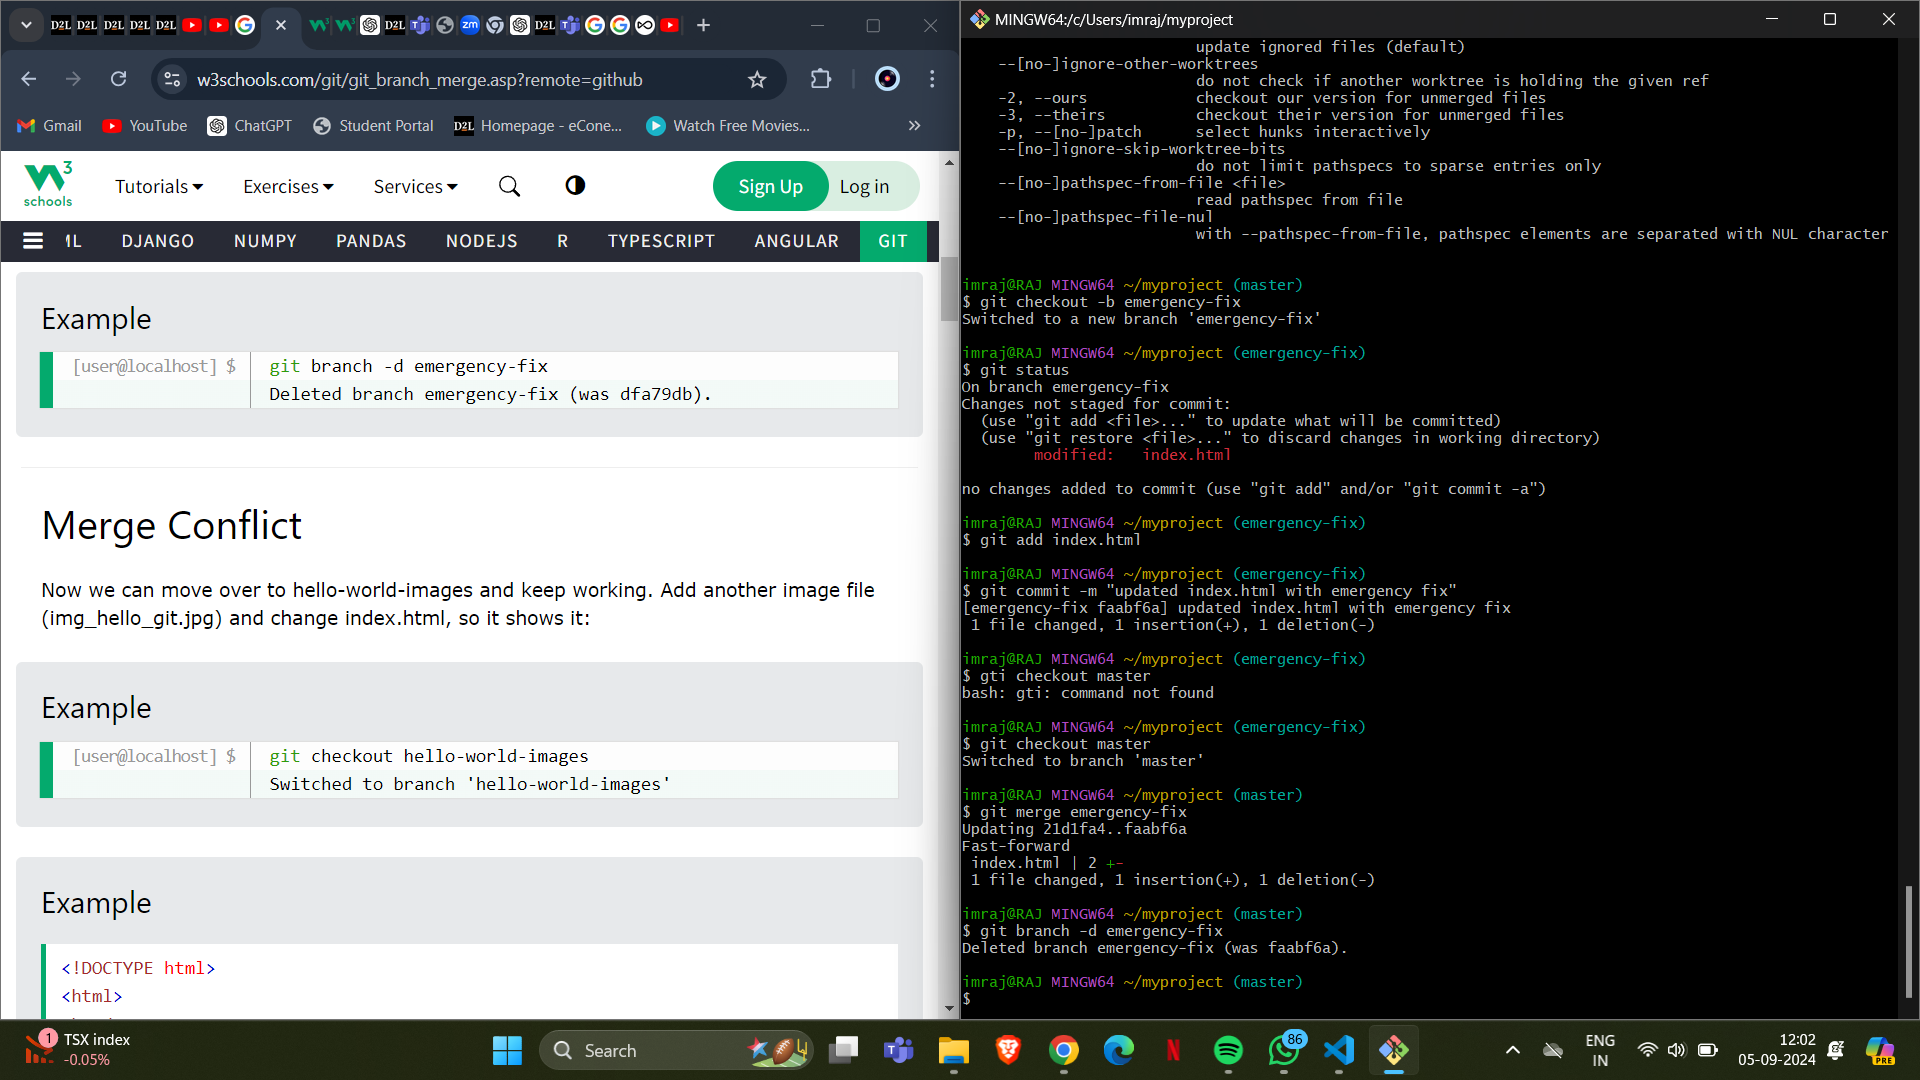 w3schools.com/git/git_branch_merge.asp?remote=github
Gmail
YouTube
ChatGPT
Student Portal
D2L Homepage - eCone...
Watch Free Movies...
W3 schools
Tutorials
Exercises
Services
Sign Up
Log in
DJANGO
NUMPY
PANDAS
NODEJS
R
TYPESCRIPT
ANGULAR
GIT
Example
[user@localhost] $ git branch -d emergency-fix
Deleted branch emergency-fix (was dfa79db).
Merge Conflict
Now we can move over to hello-world-images and keep working. Add another image file
(img_hello_git.jpg) and change index.html, so it shows it:
Example
[user@localhost] $ git checkout hello-world-images
Switched to branch 'hello-world-images'
Example
<!DOCTYPE html>
<html>
MINGW64:/c/Users/imraj/myproject
update ignored files (default)
--[no-]ignore-other-worktrees
do not check if another worktree is holding the given ref
-2, --ours checkout our version for unmerged files
-3, --theirs checkout their version for unmerged files
-p, --[no-]patch select hunks interactively
--[no-]ignore-skip-worktree-bits
do not limit pathspecs to sparse entries only
--[no-]pathspec-from-file <file>
read pathspec from file
--[no-]pathspec-file-nul
with --pathspec-from-file, pathspec elements are separated with NUL character
imraj@RAJ MINGW64 ~/myproject (master)
$ git checkout -b emergency-fix
Switched to a new branch 'emergency-fix'
imraj@RAJ MINGW64 ~/myproject (emergency-fix)
$ git status
On branch emergency-fix
Changes not staged for commit:
(use "git add <file>..." to update what will be committed)
(use "git restore <file>..." to discard changes in working directory)
modified: index.html
no changes added to commit (use "git add" and/or "git commit -a")
imraj@RAJ MINGW64 ~/myproject (emergency-fix)
$ git add index.html
imraj@RAJ MINGW64 ~/myproject (emergency-fix)
$ git commit -m "updated index.html with emergency fix"
[emergency-fix faabf6a] updated index.html with emergency fix
1 file changed, 1 insertion(+), 1 deletion(-)
imraj@RAJ MINGW64 ~/myproject (emergency-fix)
$ gti checkout master
bash: gti: command not found
imraj@RAJ MINGW64 ~/myproject (emergency-fix)
$ git checkout master
Switched to branch 'master'
imraj@RAJ MINGW64 ~/myproject (master)
$ git merge emergency-fix
Updating 21d1fa4..faabf6a
Fast-forward
index.html | 2 +-
1 file changed, 1 insertion(+), 1 deletion(-)
imraj@RAJ MINGW64 ~/myproject (master)
$ git branch -d emergency-fix
Deleted branch emergency-fix (was faabf6a).
imraj@RAJ MINGW64 ~/myproject (master)
$
1
TSX index
-0.05%
Search
86
ENG
IN
12:02
05-09-2024
PRE